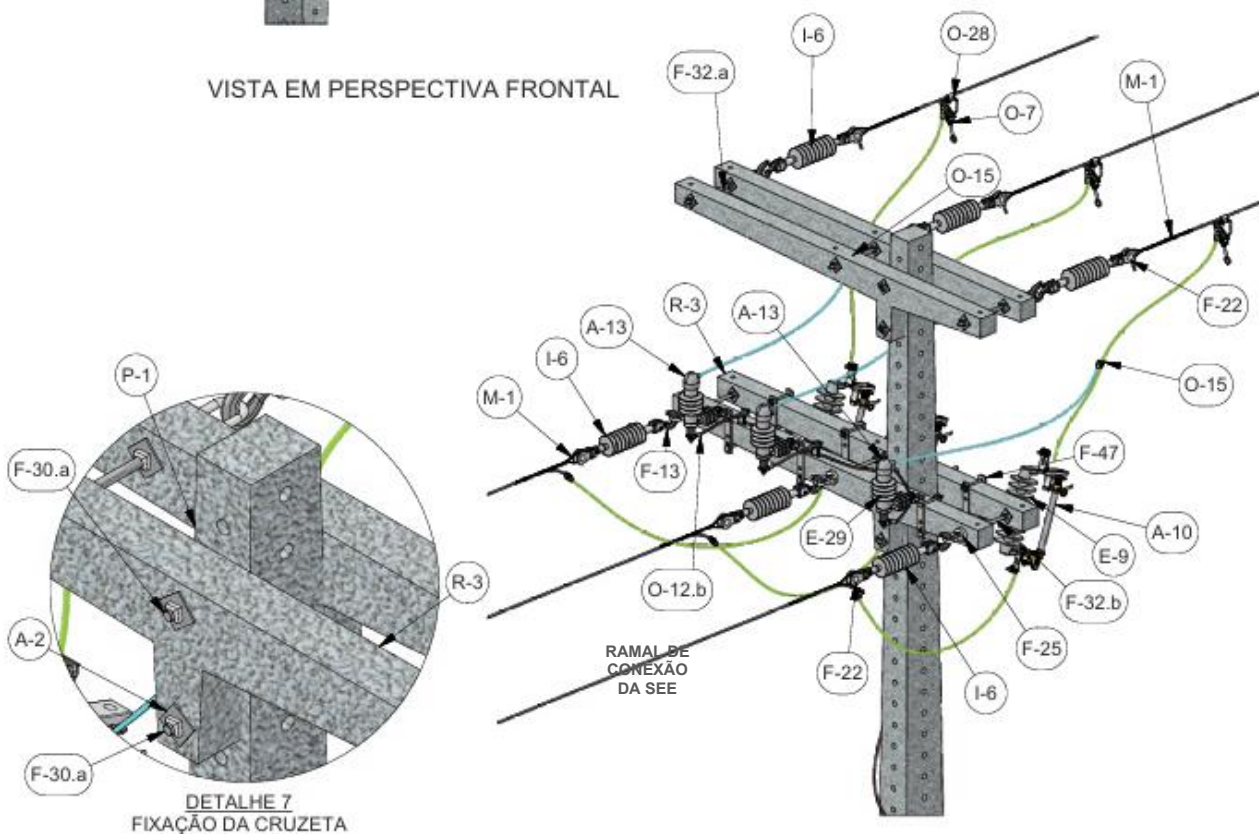 VISTA EM PERSPECTIVA FRONTAL
I-6
O-28
F-32.a
M-1
O-7
O-15
R-3
A-13
F-22
A-13
I-6
M-1
O-15
P-1
F-13
F-47
F-30.a
E-29
A-10
E-9
O-12.b
R-3
F-32.b
A-2
F-25
RAMAL DE
CONEXÃO
DA SEE
F-22
I-6
F-30.a
DETALHE 7
FIXAÇÃO DA CRUZETA